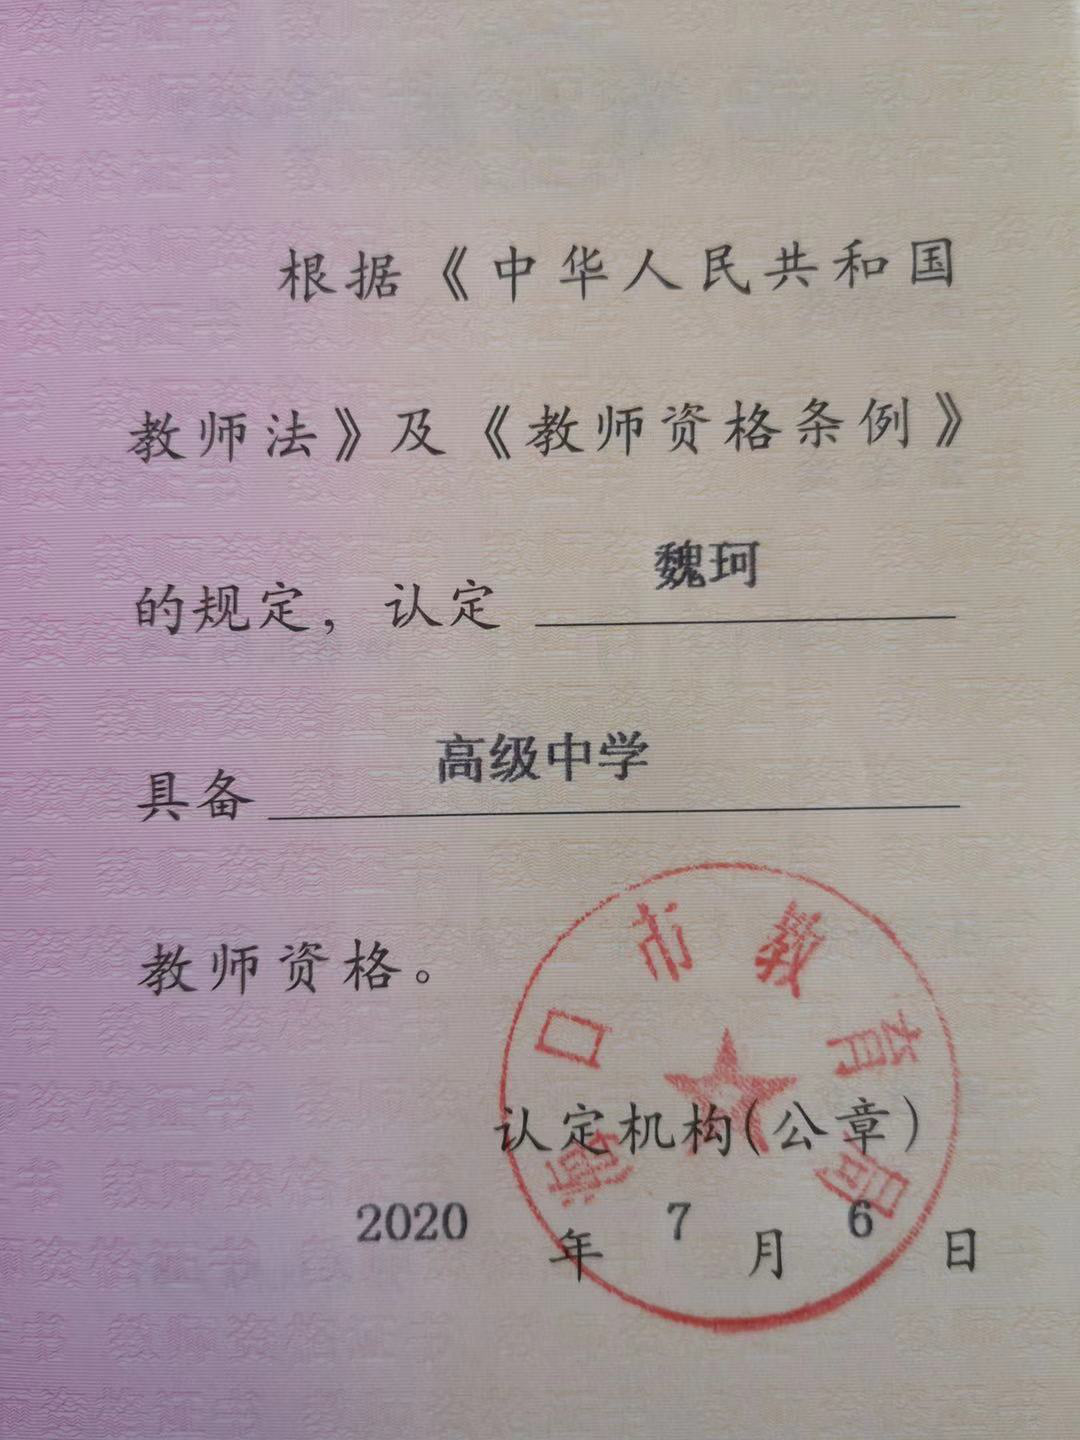 根据《中华人民共和国
教师法》及《教师资格条例》
的规定，认定 魏珂
具备 高级中学
教师资格。
口市教育局
认定机构(公章)
2020 年 7 月 6 日